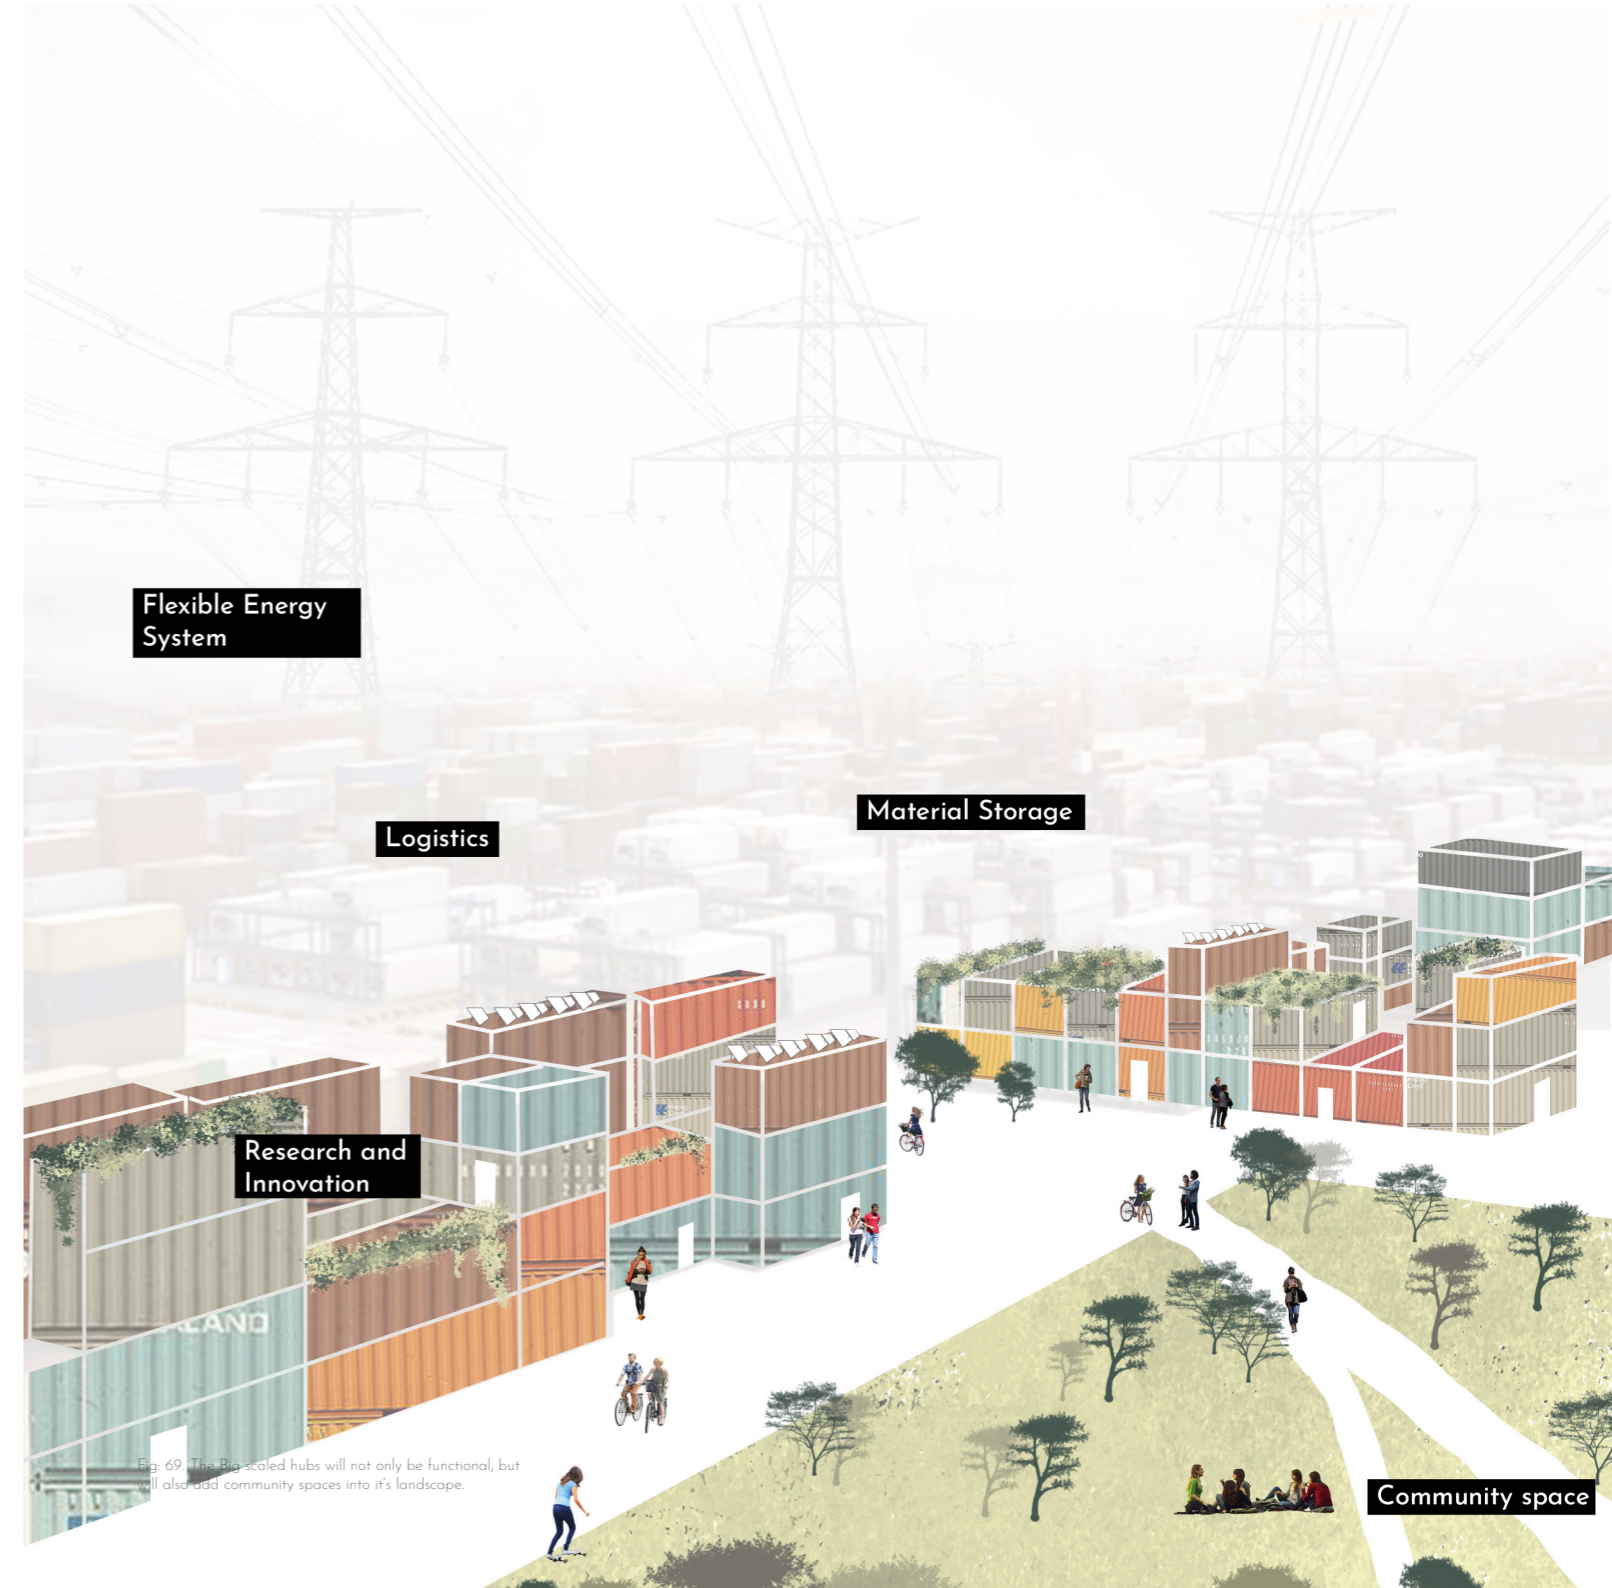 Flexible Energy
System
Material Storage
Logistics
Research and
Innovation
LAND
Fig: 69. The Big scaled hubs will not only be functional, but
will also add community spaces into it's landscape.
Community space